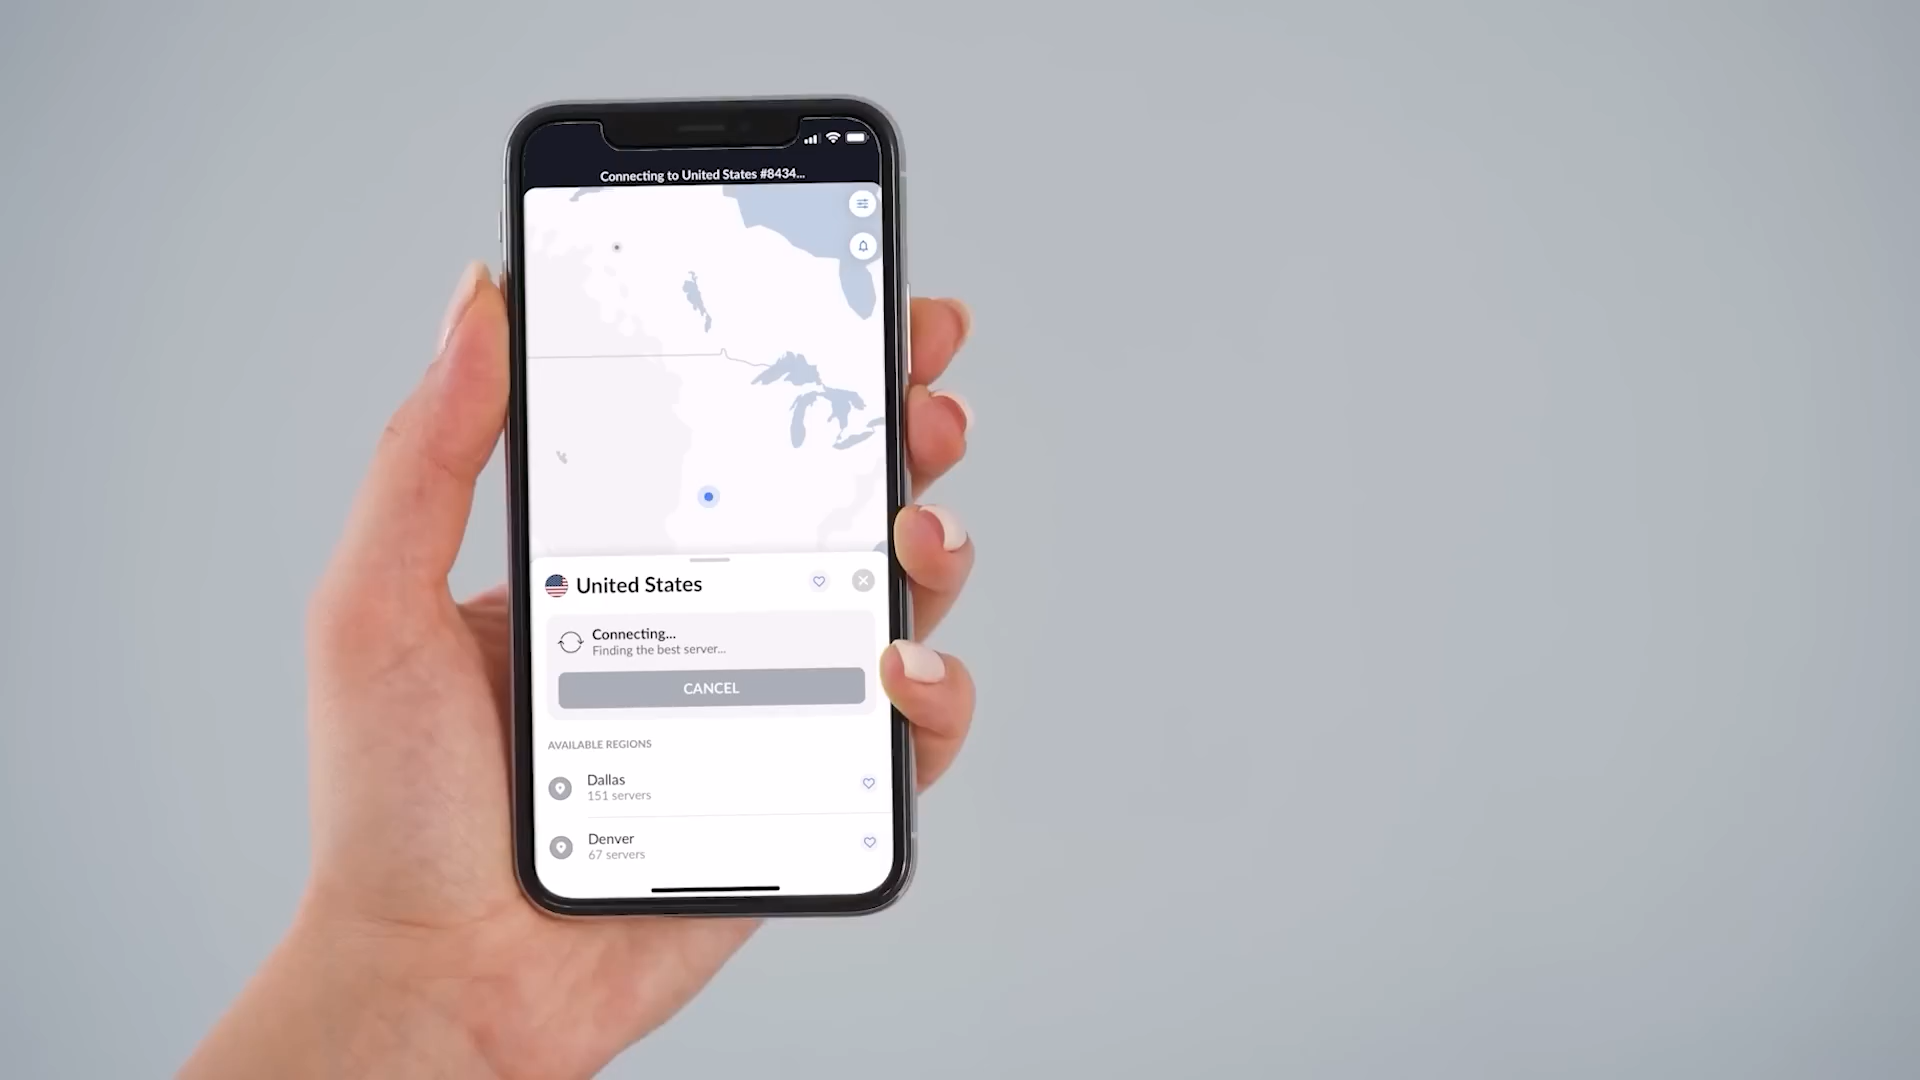 Connecting to United States #8434...
United States
Connecting...
Finding the best server...
CANCEL
AVAILABLE REGIONS
Dallas
151 servers
Denver
67 servers